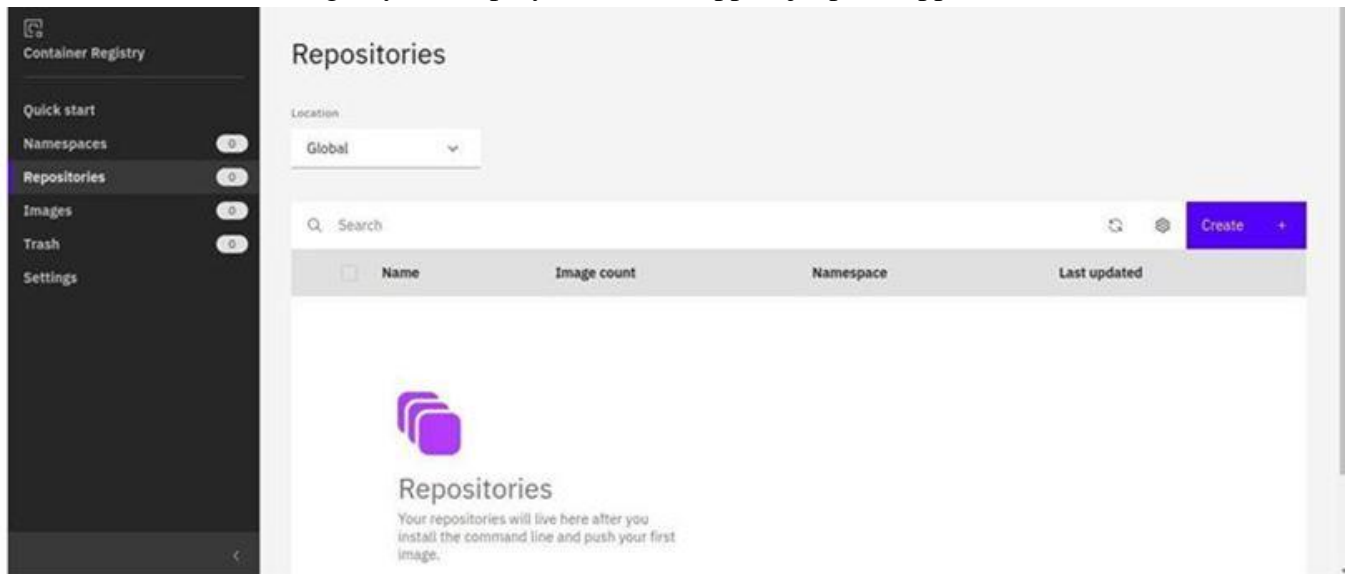 Container Registry
Quick start
Namespaces 0
Repositories 0
Images 0
Trash 0
Settings
Repositories
Location
Global
Search
Create +
Name Image count Namespace Last updated
Repositories
Your repositories will live here after you
install the command line and push your first
image.